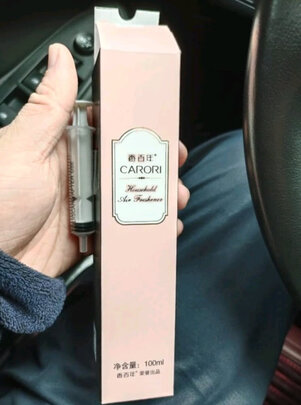 香百年
CARORI
Household
Air Freshener
净含量: 100ml
香百年 荣誉出品